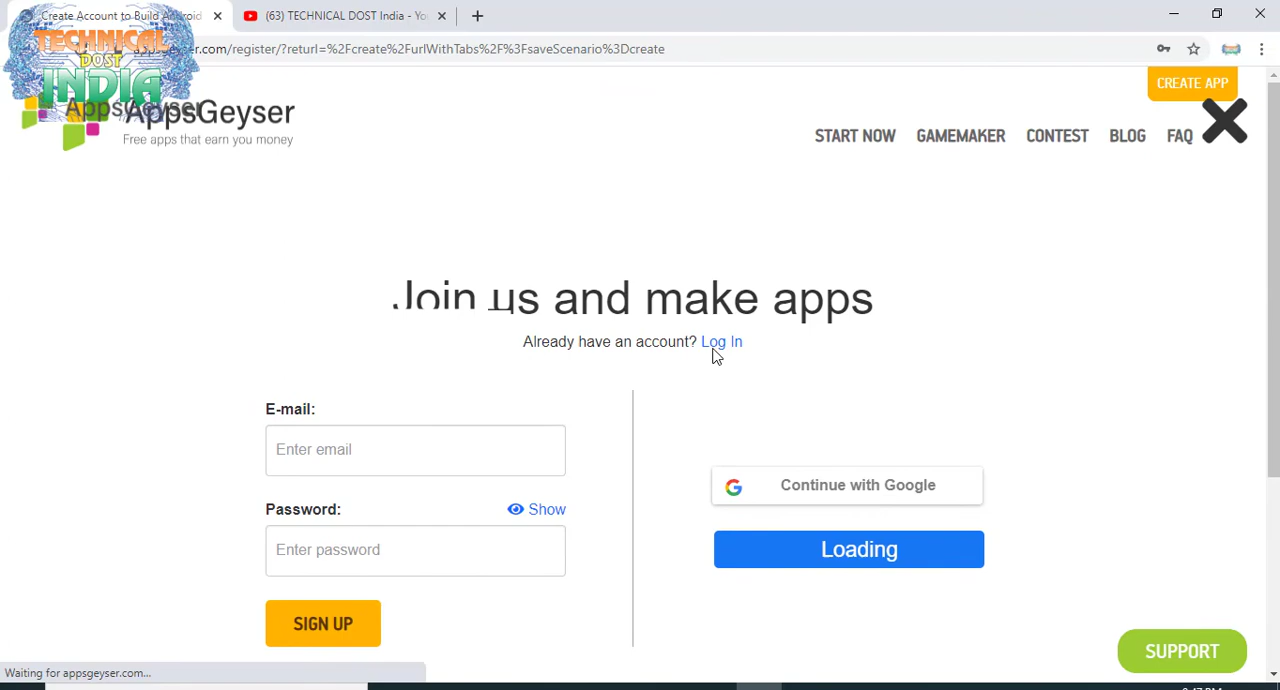 Create Account to Build Android
(63) TECHNICAL DOST India - Yo
TECHNICAL
DOST
INDIA
.com/register/?returl=%2Fcreate%2FurlWithTabs%2F%3FsaveScenario%3Dcreate
CREATE APP
AppsGeyser
Free apps that earn you money
START NOW
GAMEMAKER
CONTEST
BLOG
FAQ
Join us and make apps
Already have an account? Log In
E-mail:
Enter email
Continue with Google
Password:
Show
Enter password
Loading
SIGN UP
SUPPORT
Waiting for appsgeyser.com...